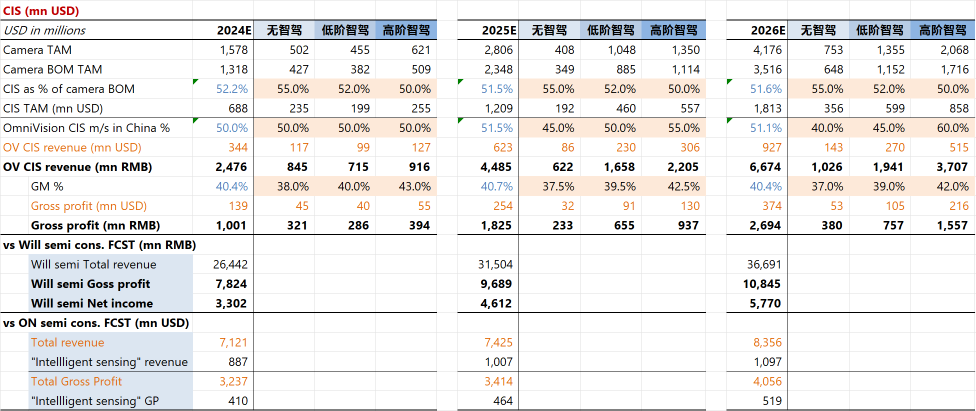 CIS (mn USD)
USD in millions 2024E 无智驾 低阶智驾 高阶智驾 2025E 无智驾 低阶智驾 高阶智驾 2026E 无智驾 低阶智驾 高阶智驾
Camera TAM 1,578 502 455 621 2,806 408 1,048 1,350 4,176 753 1,355 2,068
Camera BOM TAM 1,318 427 382 509 2,348 349 885 1,114 3,516 648 1,152 1,716
CIS as % of camera BOM 52.2% 55.0% 52.0% 50.0% 51.5% 55.0% 52.0% 50.0% 51.6% 55.0% 52.0% 50.0%
CIS TAM (mn USD) 688 235 199 255 1,209 192 460 557 1,813 356 599 858
OmniVision CIS m/s in China % 50.0% 50.0% 50.0% 50.0% 51.5% 45.0% 50.0% 55.0% 51.1% 40.0% 45.0% 60.0%
OV CIS revenue (mn USD) 344 117 99 127 623 86 230 306 927 143 270 515
OV CIS revenue (mn RMB) 2,476 845 715 916 4,485 622 1,658 2,205 6,674 1,026 1,941 3,707
GM % 40.4% 38.0% 40.0% 43.0% 40.7% 37.5% 39.5% 42.5% 40.4% 37.0% 39.0% 42.0%
Gross profit (mn USD) 139 45 40 55 254 32 91 130 374 53 105 216
Gross profit (mn RMB) 1,001 321 286 394 1,825 233 655 937 2,694 380 757 1,557
vs Will semi cons. FCST (mn RMB)
Will semi Total revenue 26,442 31,504 36,691
Will semi Goss profit 7,824 9,689 10,845
Will semi Net income 3,302 4,612 5,770
vs ON semi cons. FCST (mn USD)
Total revenue 7,121 7,425 8,356
"Intelligent sensing" revenue 887 1,007 1,097
Total Gross Profit 3,237 3,414 4,056
"Intelligent sensing" GP 410 464 519